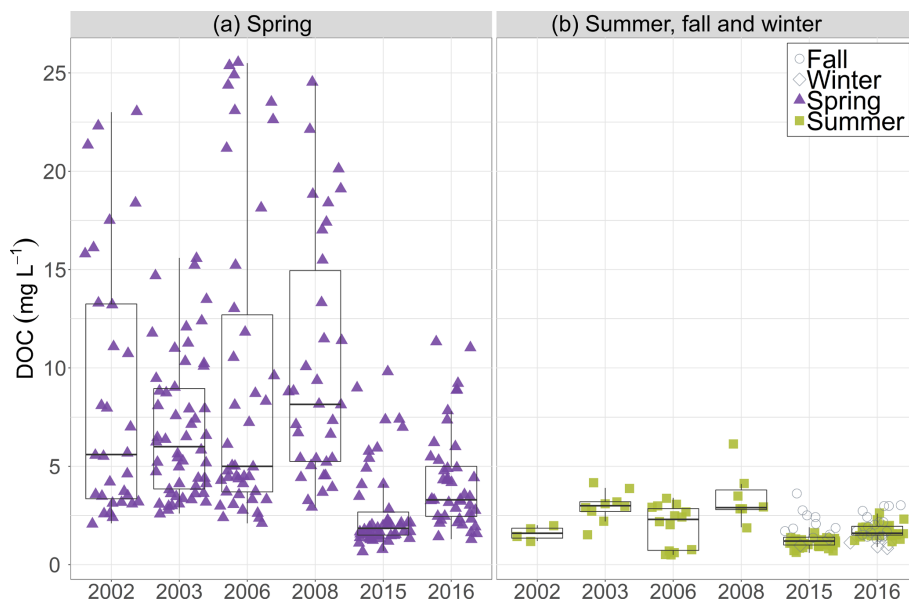 (a) Spring
(b) Summer, fall and winter
DOC (mg L⁻¹)
25
20
15
10
5
0
Fall
Winter
Spring
Summer
2002 2003 2006 2008 2015 2016
2002 2003 2006 2008 2015 2016